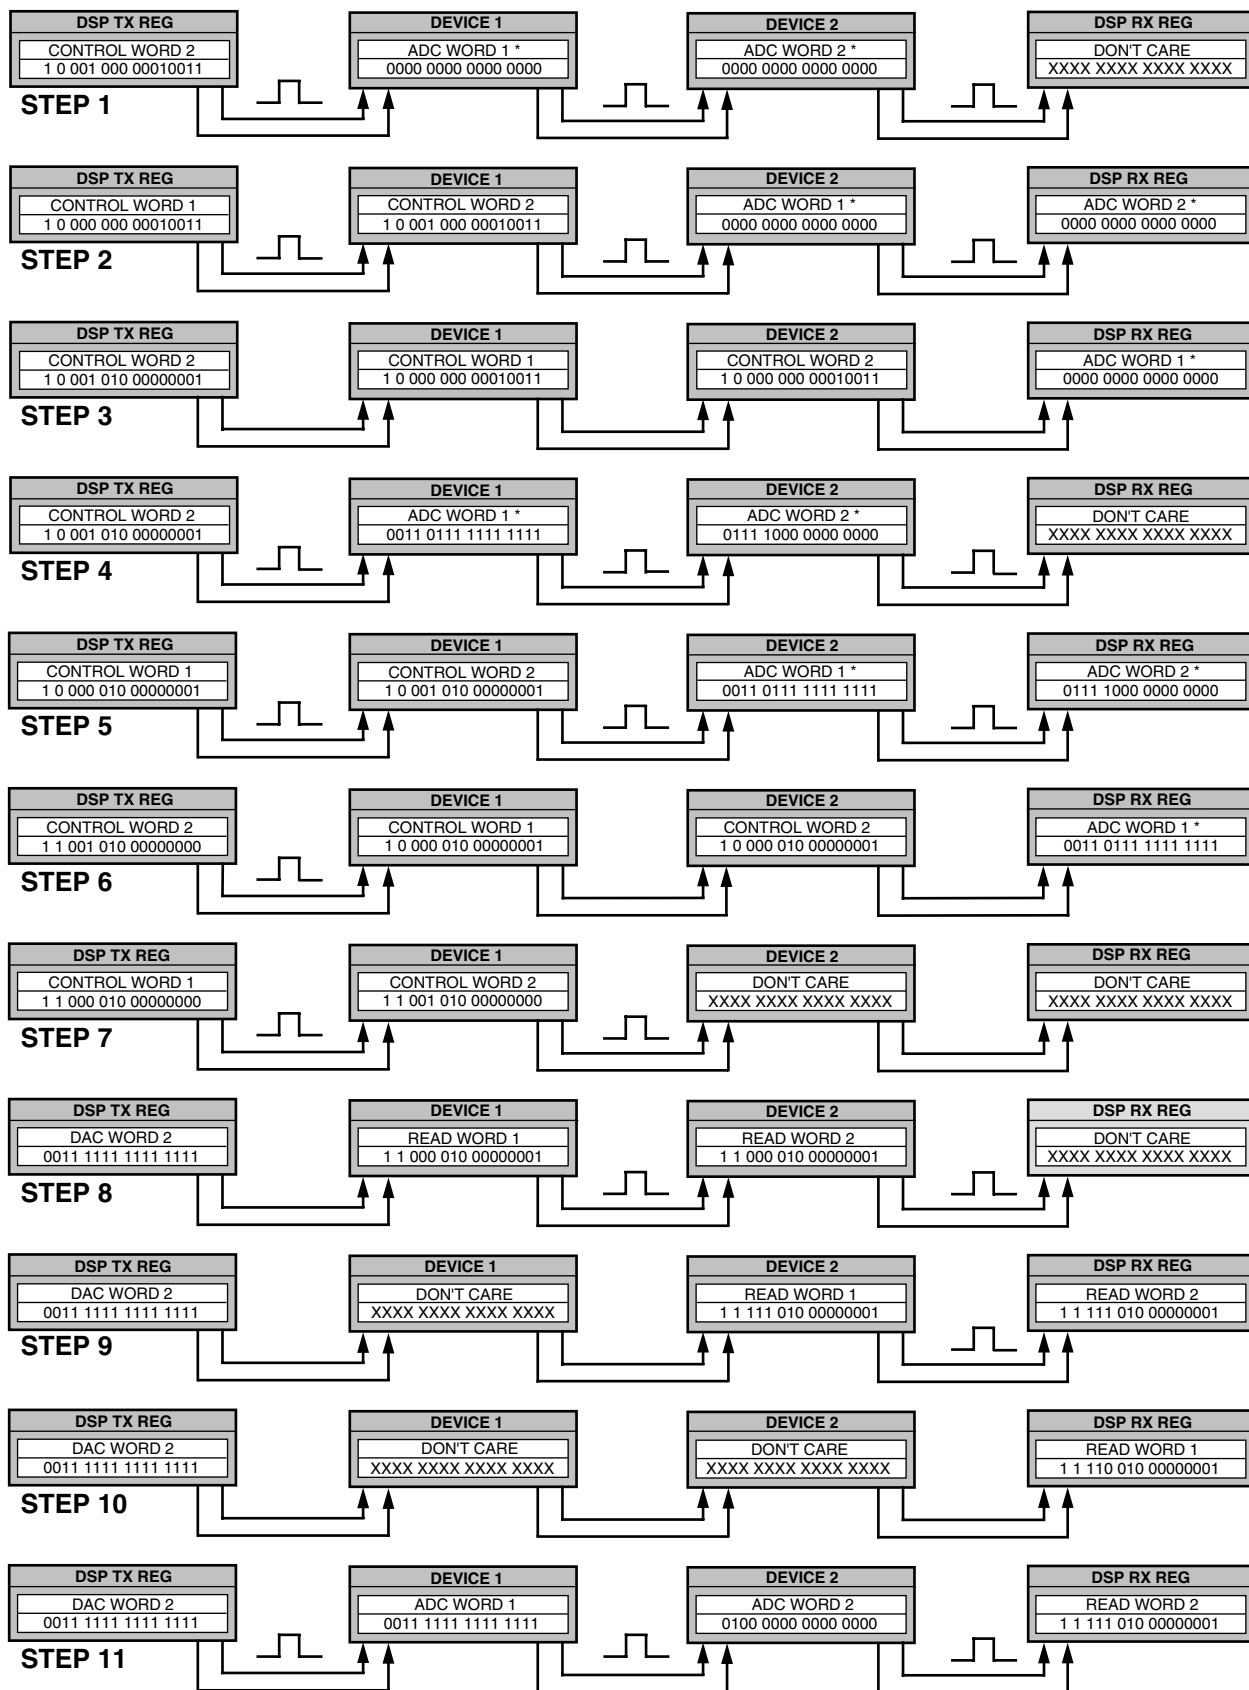 DSP TX REG DEVICE 1 DEVICE 2 DSP RX REG
CONTROL WORD 2 ADC WORD 1 * ADC WORD 2 * DON'T CARE
1 0 001 000 00010011 0000 0000 0000 0000 0000 0000 0000 0000 XXXX XXXX XXXX XXXX
STEP 1
DSP TX REG DEVICE 1 DEVICE 2 DSP RX REG
CONTROL WORD 1 CONTROL WORD 2 ADC WORD 1 * ADC WORD 2 *
1 0 000 000 00010011 1 0 001 000 00010011 0000 0000 0000 0000 0000 0000 0000 0000
STEP 2
DSP TX REG DEVICE 1 DEVICE 2 DSP RX REG
CONTROL WORD 2 CONTROL WORD 1 CONTROL WORD 2 ADC WORD 1 *
1 0 001 010 00000001 1 0 000 000 00010011 1 0 000 000 00010011 0000 0000 0000 0000
STEP 3
DSP TX REG DEVICE 1 DEVICE 2 DSP RX REG
CONTROL WORD 2 ADC WORD 1 * ADC WORD 2 * DON'T CARE
1 0 001 010 00000001 0011 0111 1111 1111 0111 1000 0000 0000 XXXX XXXX XXXX XXXX
STEP 4
DSP TX REG DEVICE 1 DEVICE 2 DSP RX REG
CONTROL WORD 1 CONTROL WORD 2 ADC WORD 1 * ADC WORD 2 *
1 0 000 010 00000001 1 0 001 010 00000001 0011 0111 1111 1111 0111 1000 0000 0000
STEP 5
DSP TX REG DEVICE 1 DEVICE 2 DSP RX REG
CONTROL WORD 2 CONTROL WORD 1 CONTROL WORD 2 ADC WORD 1 *
1 1 001 010 00000000 1 0 000 010 00000001 1 0 000 010 00000001 0011 0111 1111 1111
STEP 6
DSP TX REG DEVICE 1 DEVICE 2 DSP RX REG
CONTROL WORD 1 CONTROL WORD 2 DON'T CARE DON'T CARE
1 1 000 010 00000000 1 1 001 010 00000000 XXXX XXXX XXXX XXXX XXXX XXXX XXXX XXXX
STEP 7
DSP TX REG DEVICE 1 DEVICE 2 DSP RX REG
DAC WORD 2 READ WORD 1 READ WORD 2 DON'T CARE
0011 1111 1111 1111 1 1 000 010 00000001 1 1 000 010 00000001 XXXX XXXX XXXX XXXX
STEP 8
DSP TX REG DEVICE 1 DEVICE 2 DSP RX REG
DAC WORD 2 DON'T CARE READ WORD 1 READ WORD 2
0011 1111 1111 1111 XXXX XXXX XXXX XXXX 1 1 111 010 00000001 1 1 111 010 00000001
STEP 9
DSP TX REG DEVICE 1 DEVICE 2 DSP RX REG
DAC WORD 2 DON'T CARE DON'T CARE READ WORD 1
0011 1111 1111 1111 XXXX XXXX XXXX XXXX XXXX XXXX XXXX XXXX 1 1 110 010 00000001
STEP 10
DSP TX REG DEVICE 1 DEVICE 2 DSP RX REG
DAC WORD 2 ADC WORD 1 ADC WORD 2 READ WORD 2
0011 1111 1111 1111 0011 1111 1111 1111 0100 0000 0000 0000 1 1 111 010 00000001
STEP 11